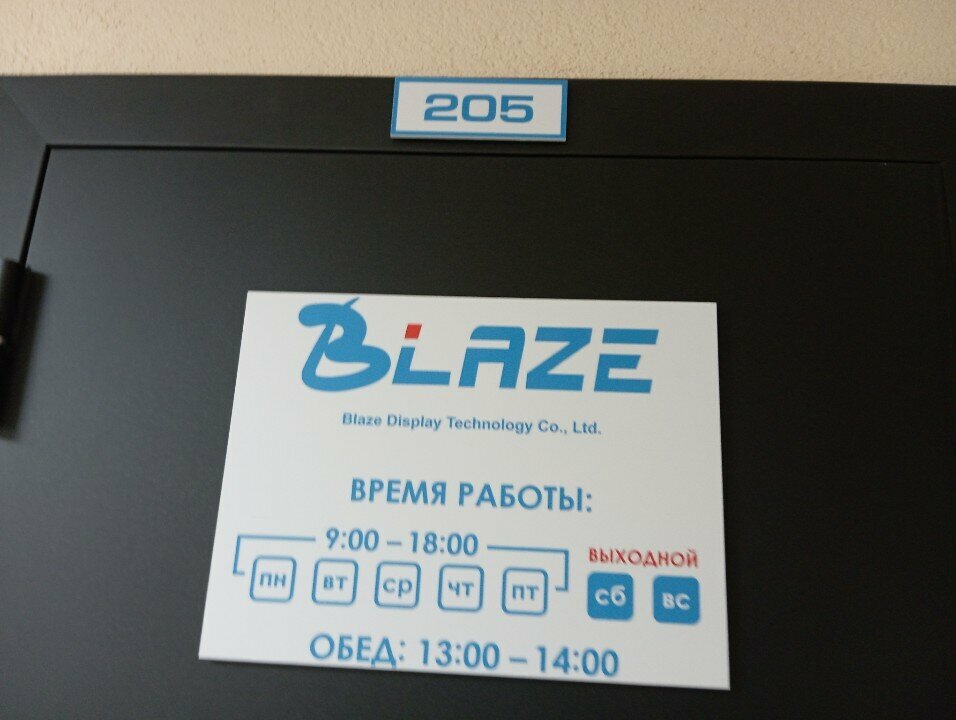 205
BLAZE
Blaze Display Technology Co., Ltd.
ВРЕМЯ РАБОТЫ:
9:00 – 18:00
ВЫХОДНОЙ
пн вт ср чт пт сб вс
ОБЕД: 13:00 – 14:00